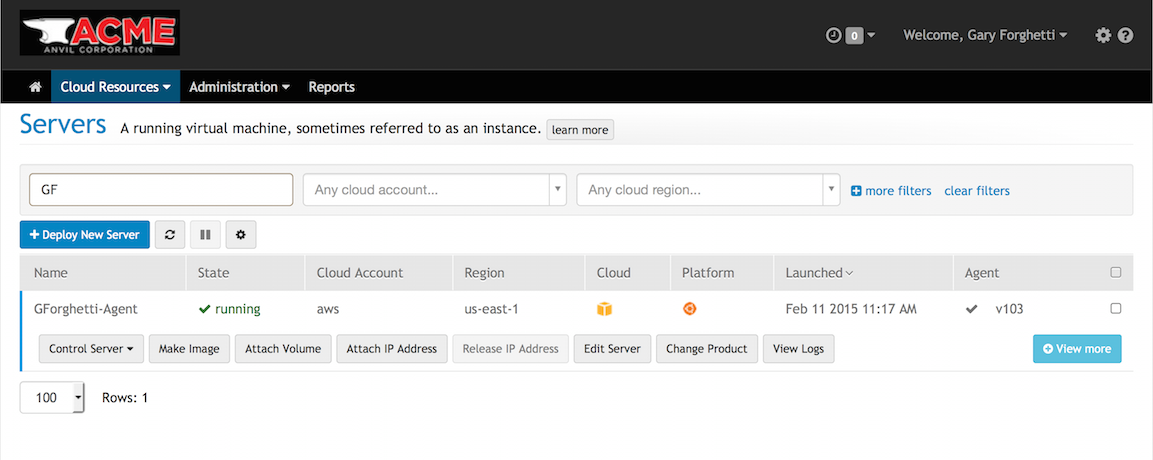 ACME
ANVIL CORPORATION
0 Welcome, Gary Forghetti
Cloud Resources Administration Reports
Servers A running virtual machine, sometimes referred to as an instance. learn more
GF Any cloud account... Any cloud region... more filters clear filters
Deploy New Server
Name State Cloud Account Region Cloud Platform Launched Agent
GForghetti-Agent running aws us-east-1 Feb 11 2015 11:17 AM v103
Control Server Make Image Attach Volume Attach IP Address Release IP Address Edit Server Change Product View Logs View more
100 Rows: 1